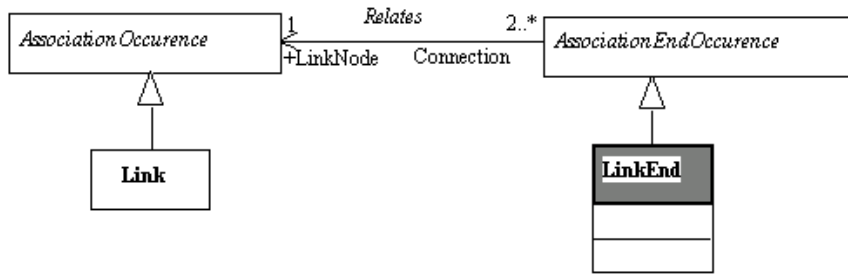 AssociationOccurence
1
Relates
2..*
AssociationEndOccurence
+LinkNode
Connection
Link
LinkEnd